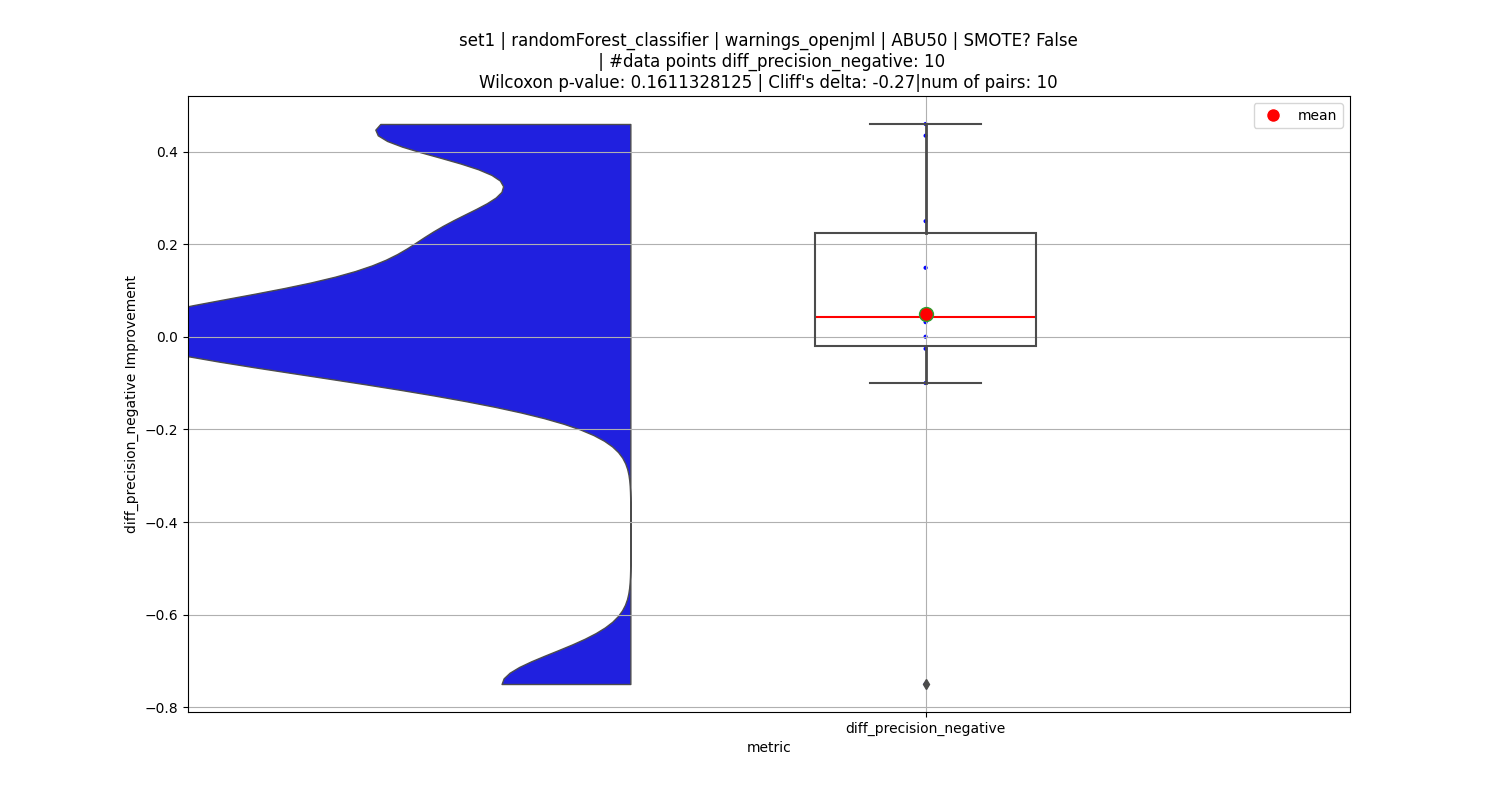 set1 | randomForest_classifier | warnings_openjml | ABU50 | SMOTE? False
| #data points diff_precision_negative: 10
Wilcoxon p-value: 0.1611328125 | Cliff's delta: -0.27|num of pairs: 10
mean
0.4
0.2
0.0
−0.2
−0.4
−0.6
−0.8
diff_precision_negative Improvement
diff_precision_negative
metric